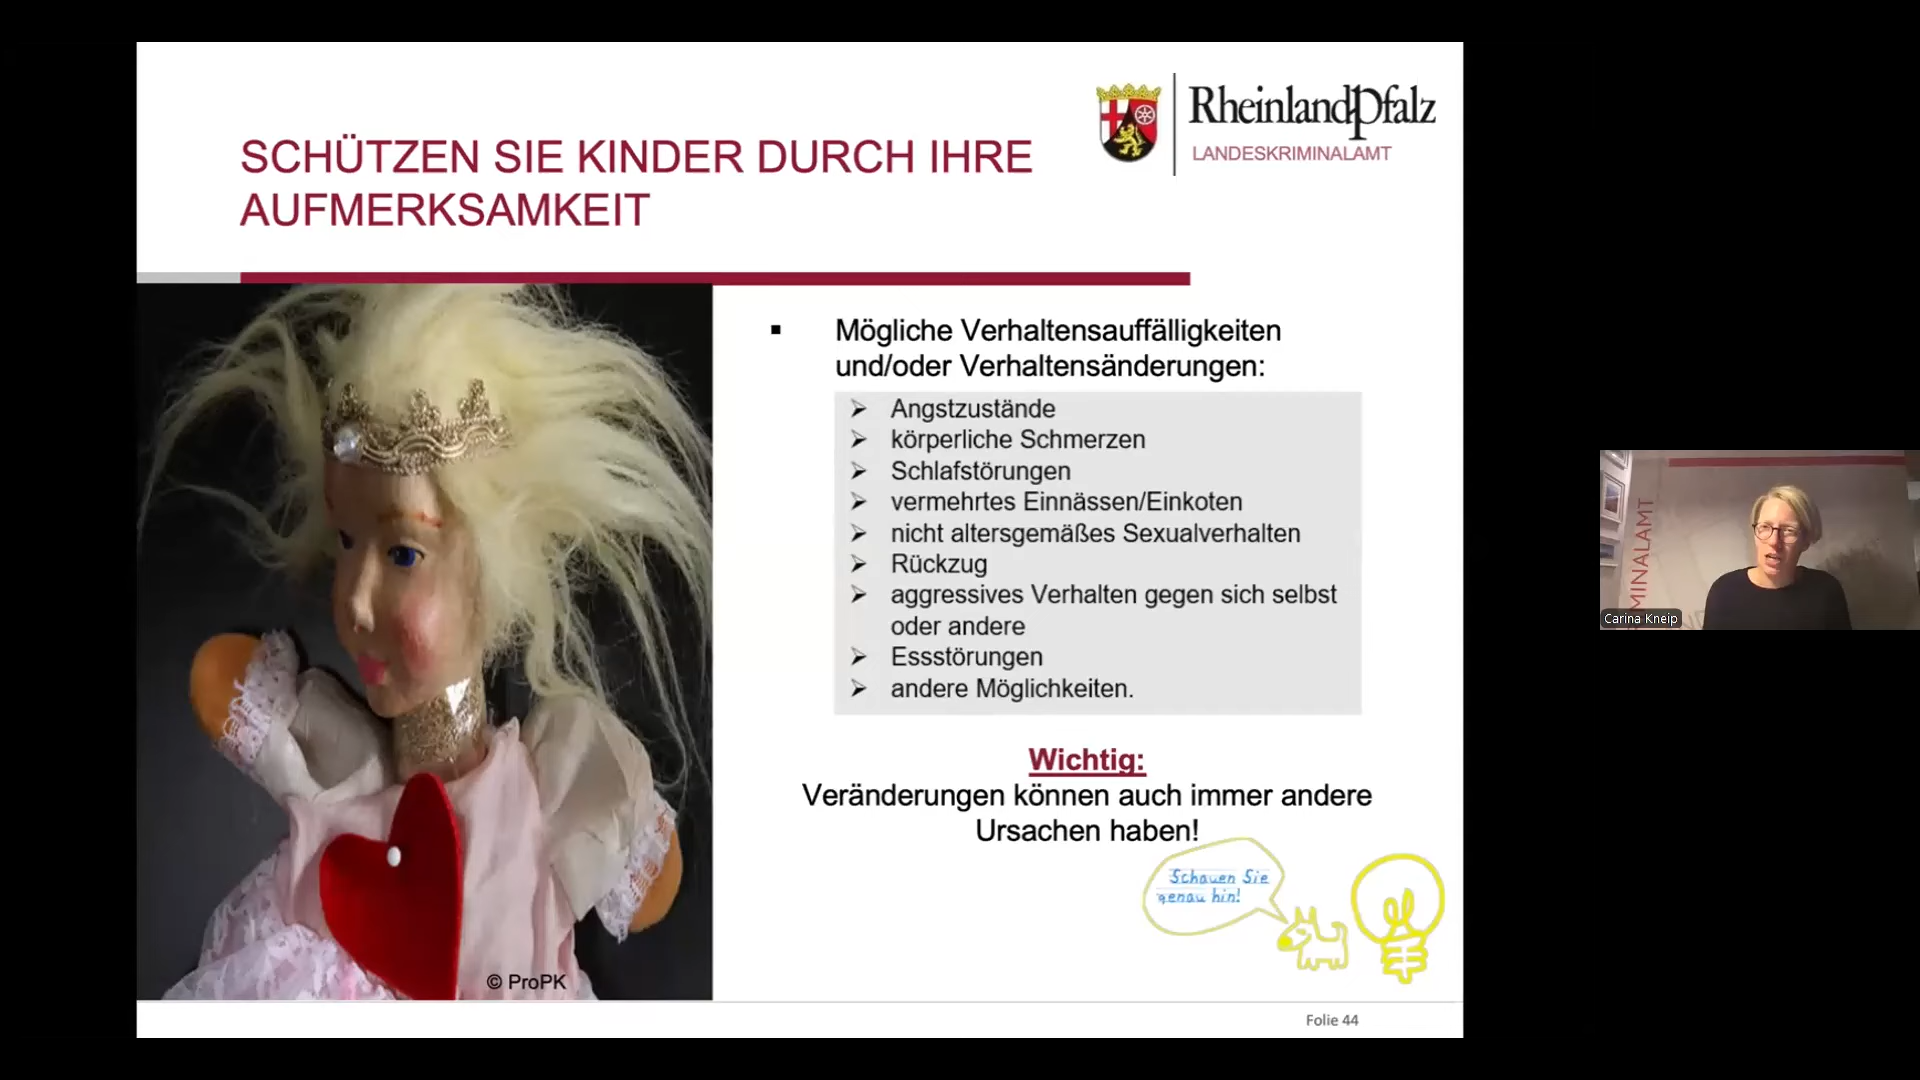 SCHÜTZEN SIE KINDER DURCH IHRE
AUFMERKSAMKEIT
RheinlandPfalz
LANDESKRIMINALAMT
▪ Mögliche Verhaltensauffälligkeiten
und/oder Verhaltensänderungen:
➢ Angstzustände
➢ körperliche Schmerzen
➢ Schlafstörungen
➢ vermehrtes Einnässen/Einkoten
➢ nicht altersgemäßes Sexualverhalten
➢ Rückzug
➢ aggressives Verhalten gegen sich selbst
oder andere
➢ Essstörungen
➢ andere Möglichkeiten.
Wichtig:
Veränderungen können auch immer andere
Ursachen haben!
Schauen Sie
genau hin!
© ProPK
Folie 44
MINALAMT
Carina Kneip